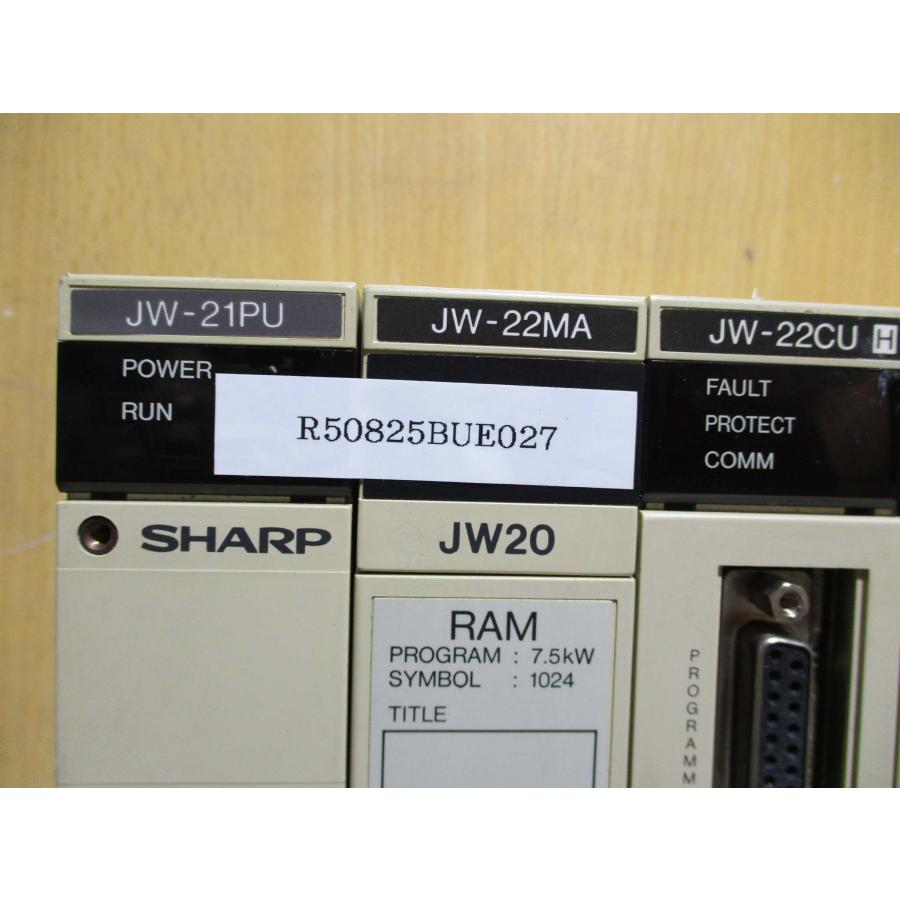 JW-21PU
POWER
RUN
SHARP
R50825BUE027
JW-22MA
JW20
RAM
PROGRAM : 7.5kW
SYMBOL : 1024
TITLE
JW-22CU H
FAULT
PROTECT
COMM
PROGRAMM